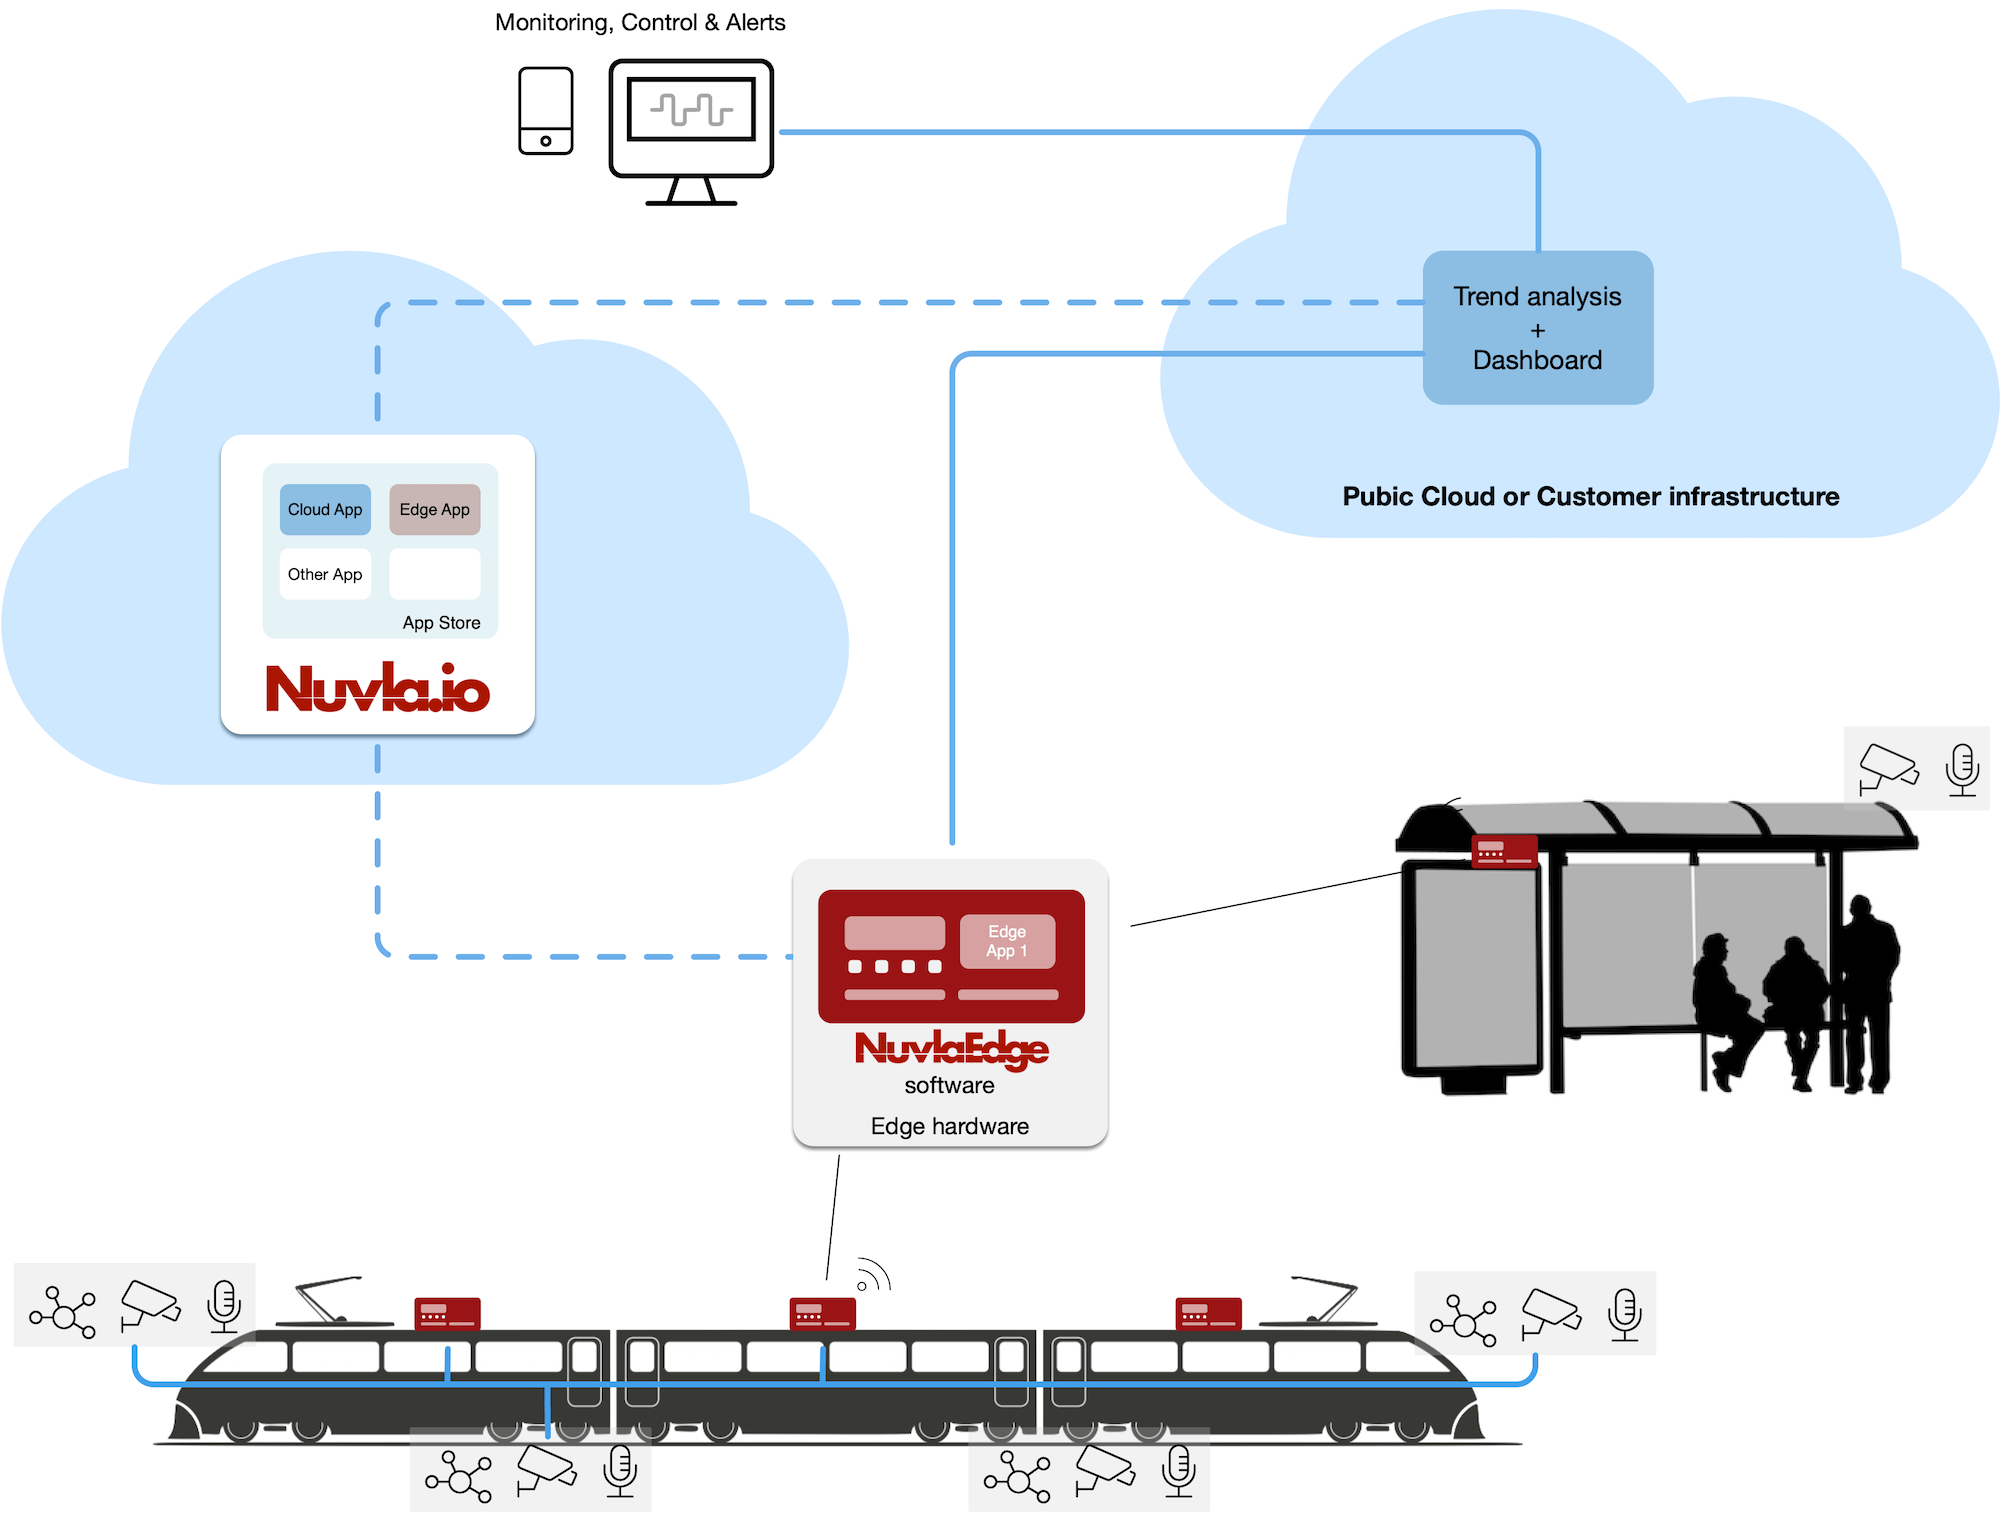 Monitoring, Control & Alerts
Trend analysis
+
Dashboard
Pubic Cloud or Customer infrastructure
Cloud App
Edge App
Other App
App Store
Nuvla.io
Edge
App 1
NuvlaEdge
software
Edge hardware